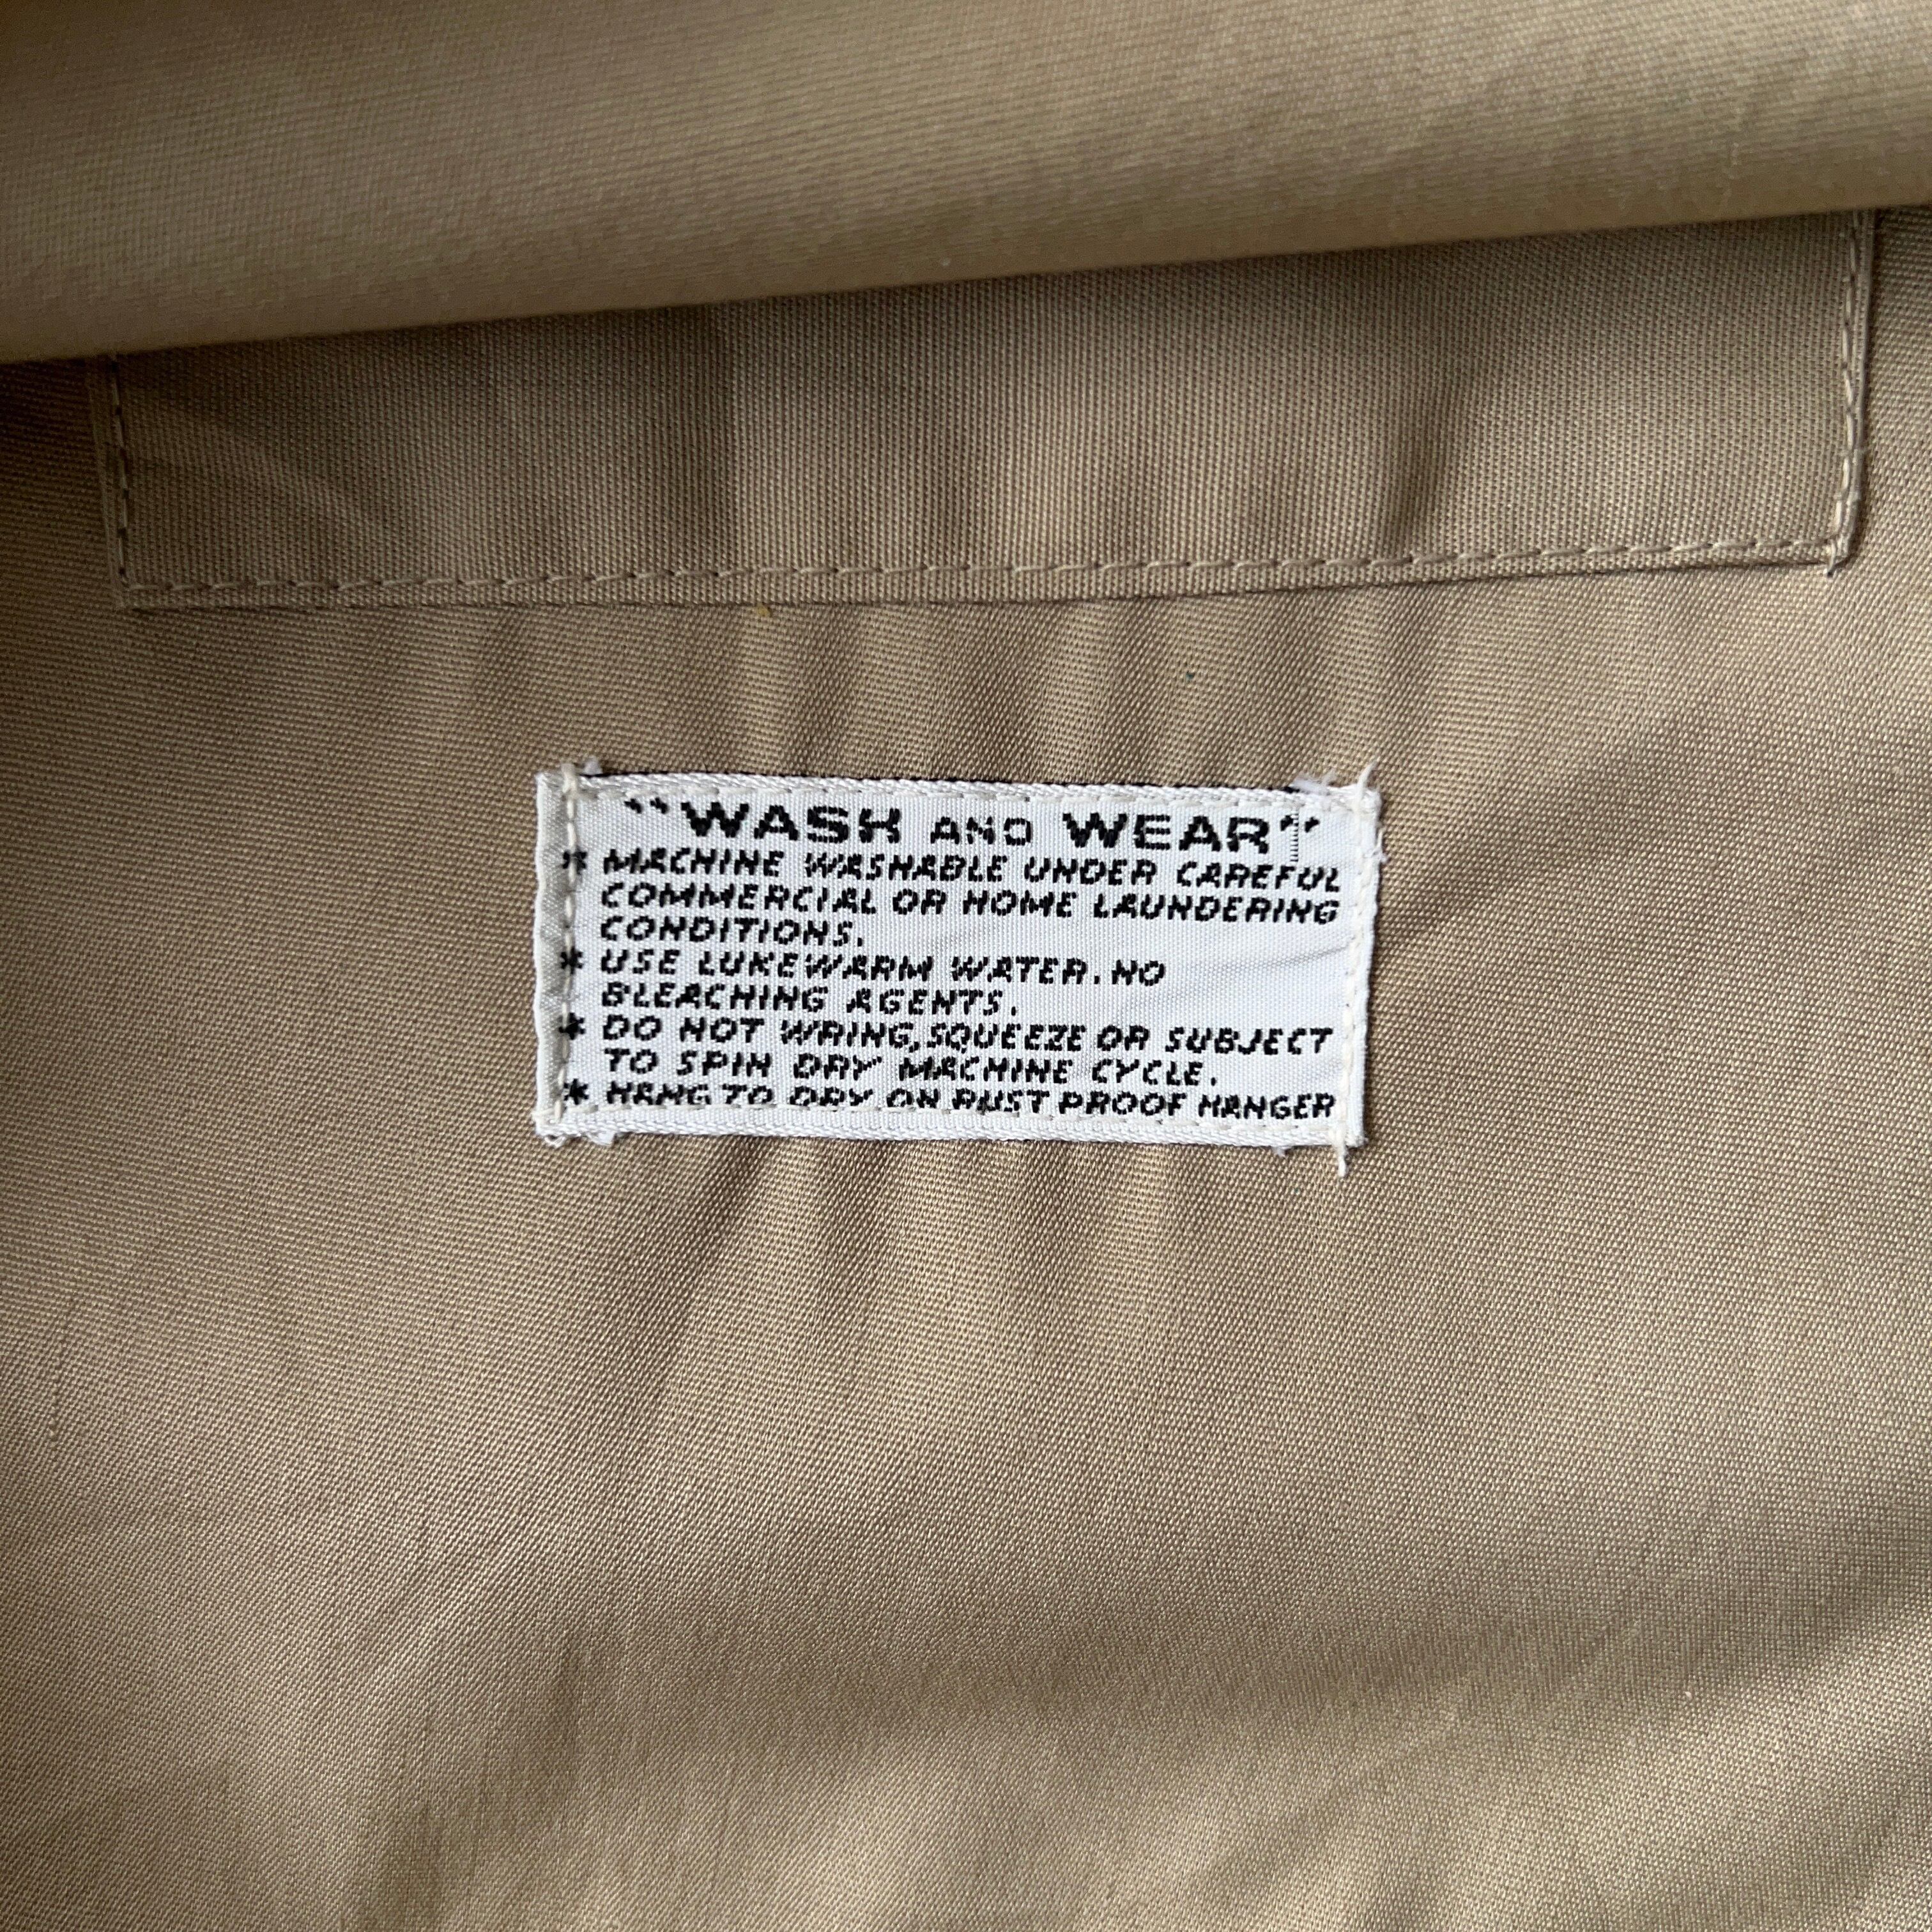 "WASH AND WEAR"
* MACHINE WASHABLE UNDER CAREFUL
COMMERCIAL OR HOME LAUNDERING
CONDITIONS.
* USE LUKEWARM WATER. NO
BLEACHING AGENTS.
* DO NOT WRING, SQUEEZE OR SUBJECT
TO SPIN DRY MACHINE CYCLE.
* HANG TO DRY ON RUST PROOF HANGER